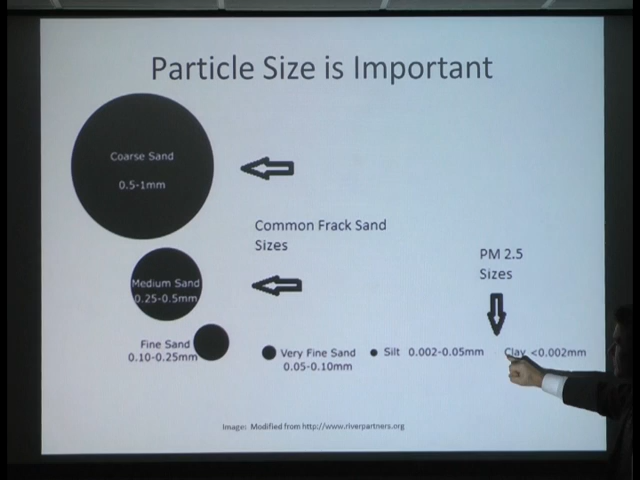 Particle Size is Important
Coarse Sand
0.5-1mm
Common Frack Sand
Sizes
Medium Sand
0.25-0.5mm
PM 2.5
Sizes
Fine Sand
0.10-0.25mm
Very Fine Sand
0.05-0.10mm
Silt 0.002-0.05mm
Clay <0.002mm
Image: Modified from http://www.riverpartners.org